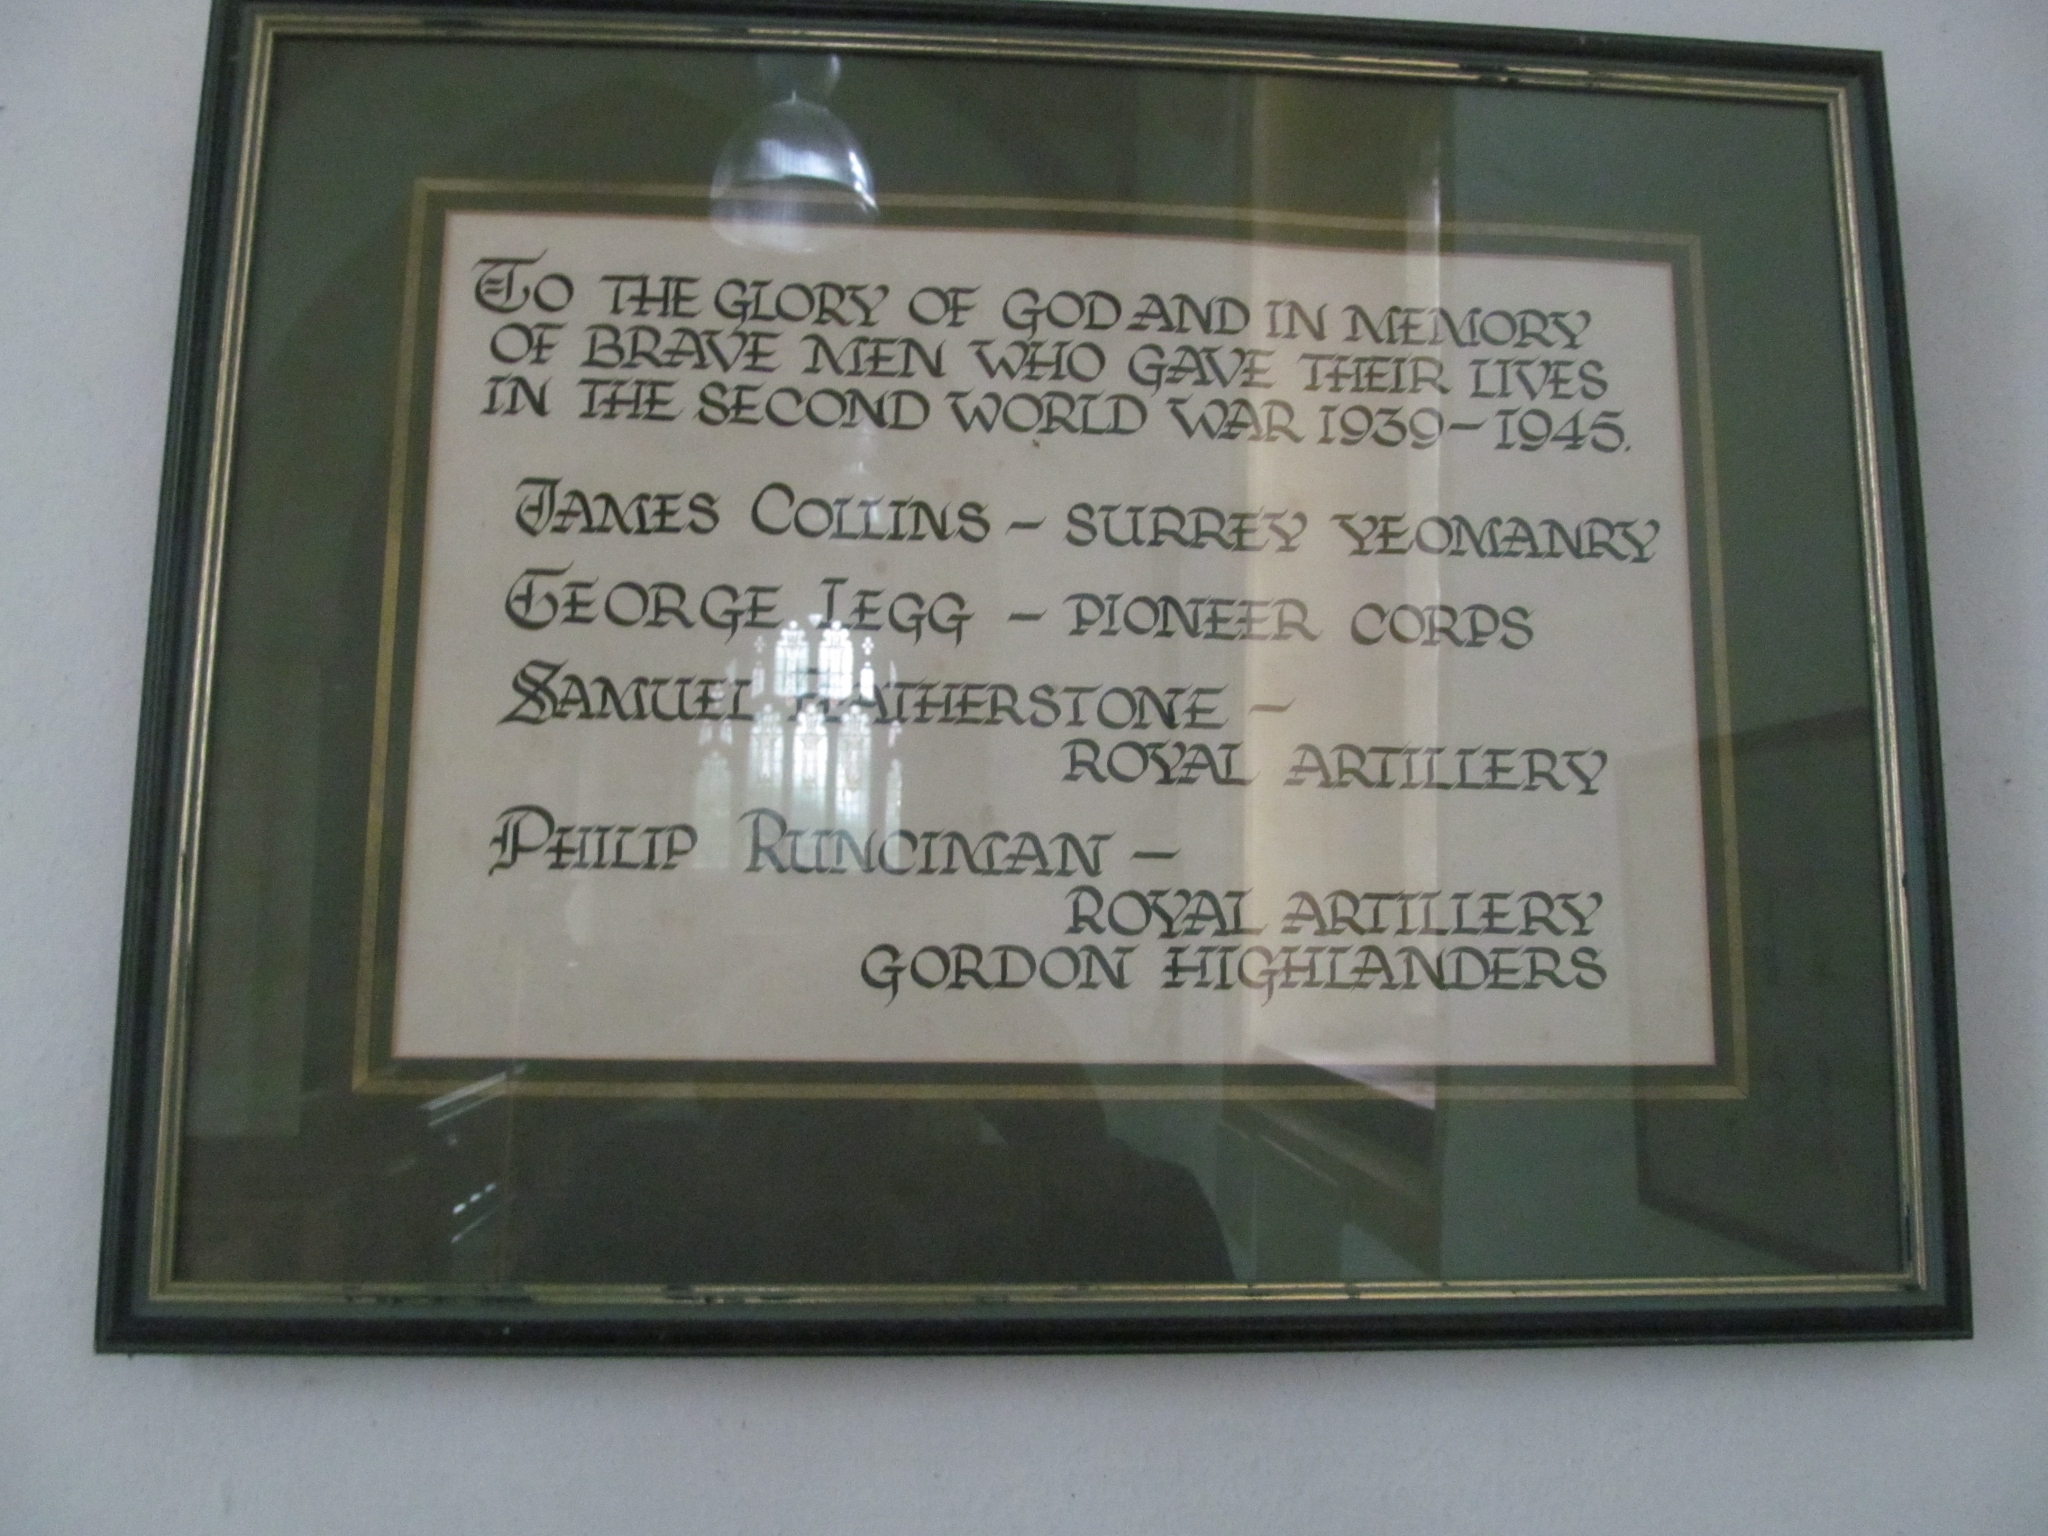 To THE GLORY OF GOD AND IN MEMORY
OF BRAVE MEN WHO GAVE THEIR LIVES
IN THE SECOND WORLD WAR 1939–1945.
JAMES COLLINS – SURREY YEOMANRY
GEORGE LEGG – PIONEER CORPS
SAMUEL HATHERSTONE –
ROYAL ARTILLERY
PHILIP RUNCIMAN –
ROYAL ARTILLERY
GORDON HIGHLANDERS